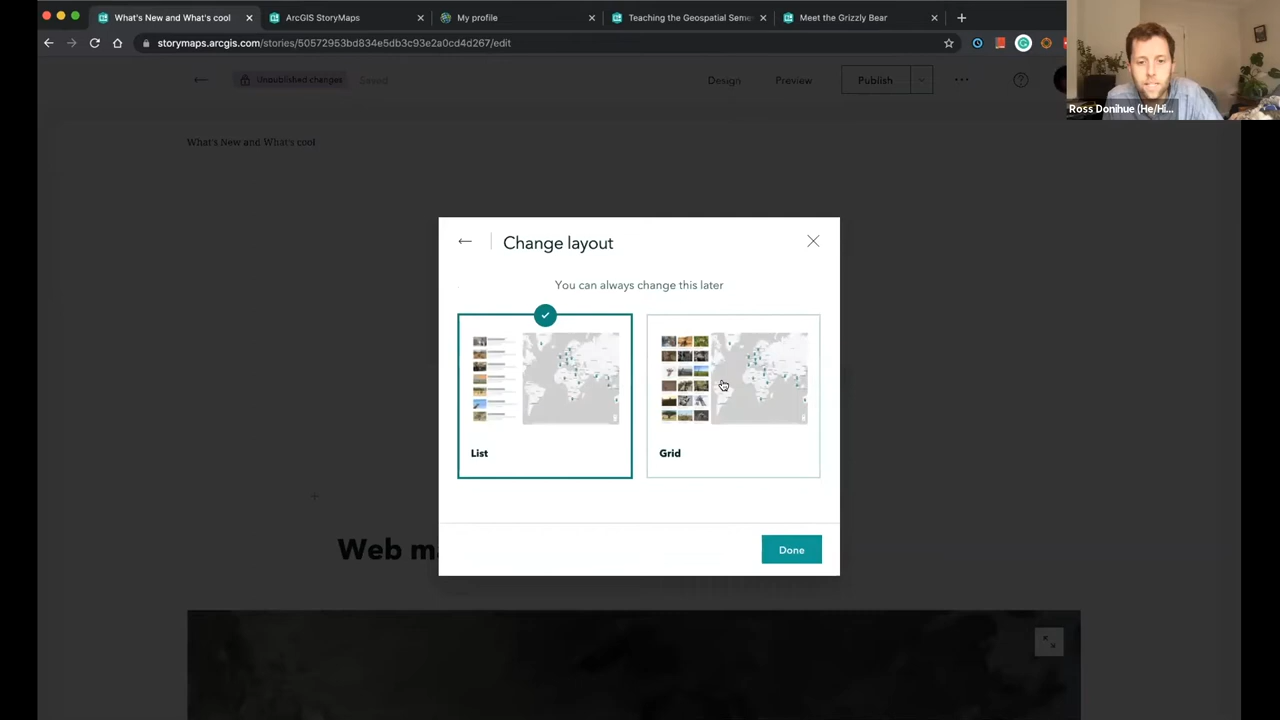 What's New and What's cool
ArcGIS StoryMaps
My profile
Teaching the Geospatial Seme
Meet the Grizzly Bear
storymaps.arcgis.com/stories/50572953bd834e5db3c93e2a0cd4d267/edit
Ross Donihue (He/Hi...
Unpublished changes
Saved
Design
Preview
Publish
What's New and What's cool
Change layout
You can always change this later
List
Grid
Web ma
Done